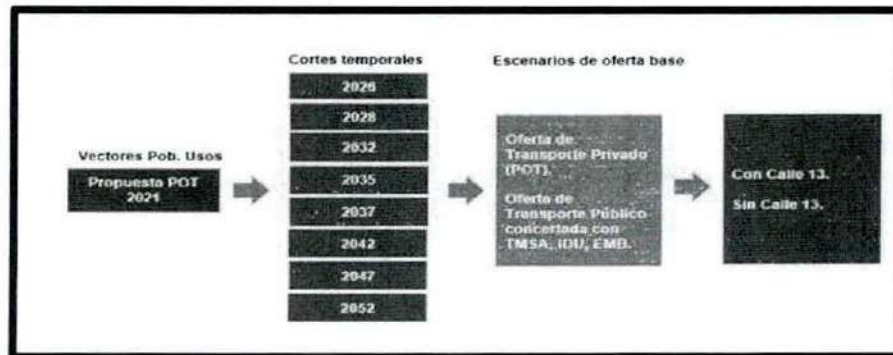 Cortes temporales
Escenarios de oferta base
Vectores Pob. Usos
Propuesta POT
2021
2026
2028
2032
2035
2037
2042
2047
2052
Oferta de
Transporte Privado
(POT).
Oferta de
Transporte Público
concertada con
TMSA, IDU, EMB.
Con Calle 13.
Sin Calle 13.